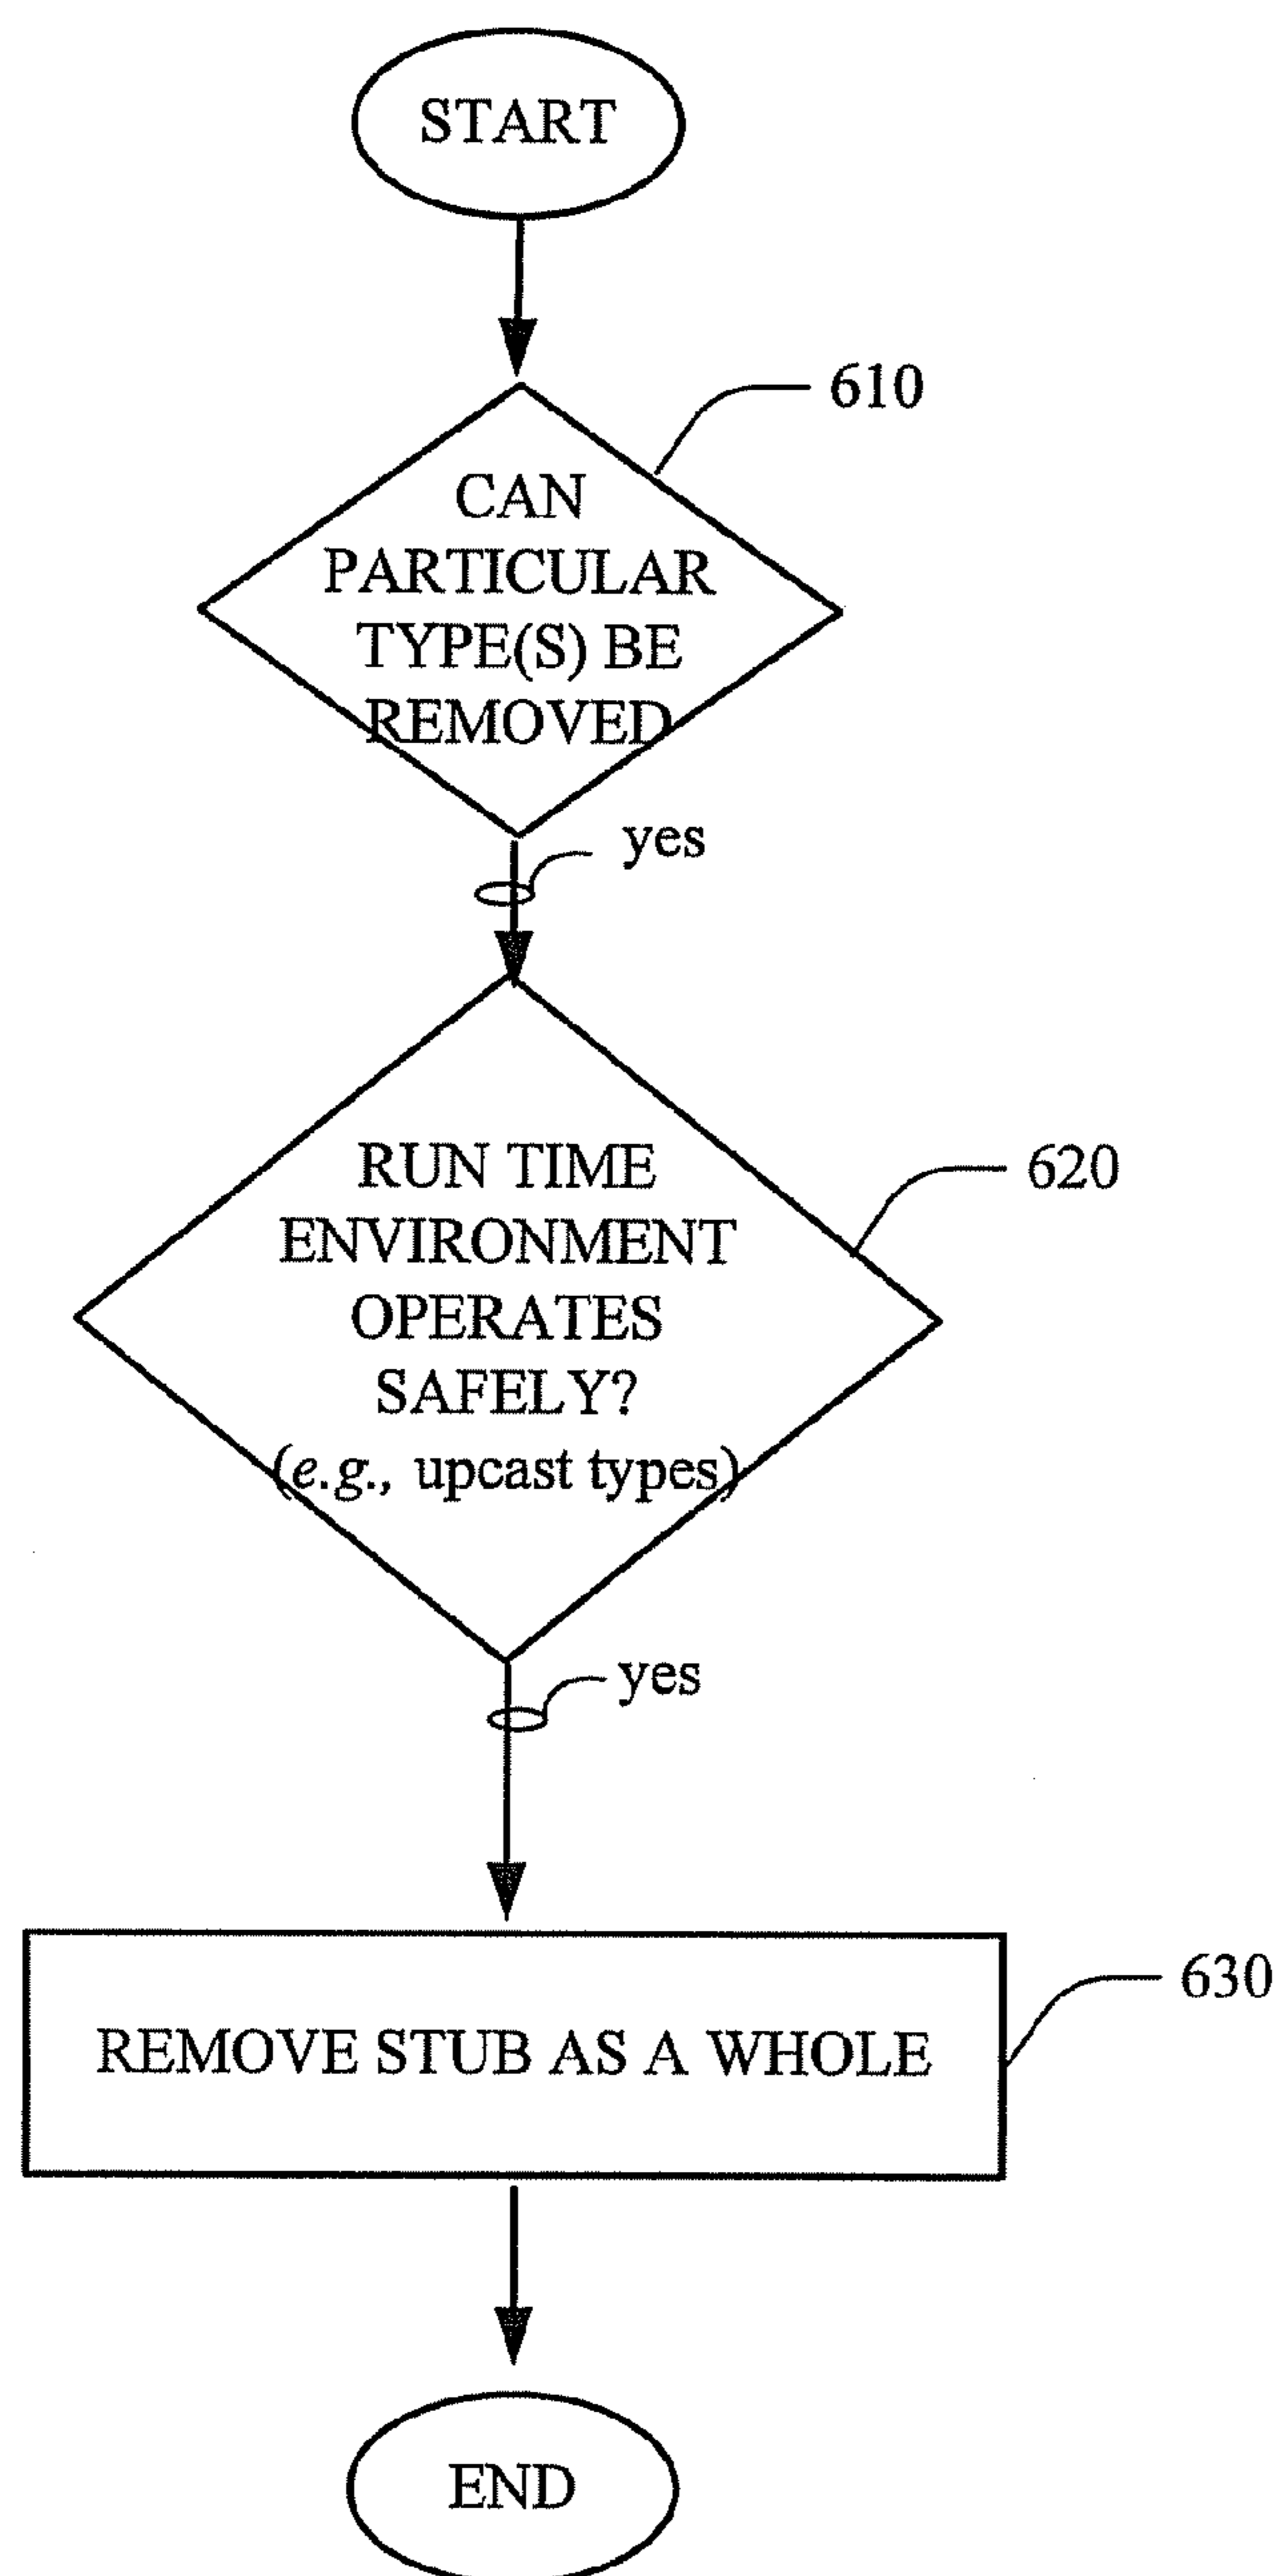 START
610
CAN
PARTICULAR
TYPE(S) BE
REMOVED
yes
RUN TIME
ENVIRONMENT
OPERATES
SAFELY?
(e.g., upcast types)
620
yes
630
REMOVE STUB AS A WHOLE
END